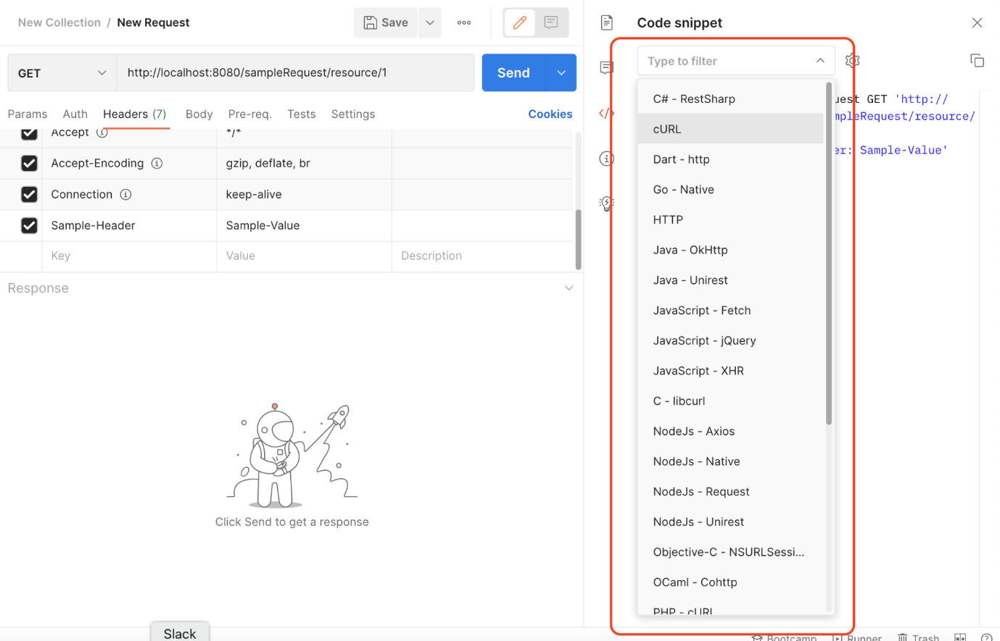 New Collection / New Request
Save
GET
http://localhost:8080/sampleRequest/resource/1
Send
Params Auth Headers (7) Body Pre-req. Tests Settings Cookies
Accept */*
Accept-Encoding gzip, deflate, br
Connection keep-alive
Sample-Header Sample-Value
Key Value Description
Response
Click Send to get a response
Slack
Code snippet
Type to filter
C# - RestSharp
cURL
Dart - http
Go - Native
HTTP
Java - OkHttp
Java - Unirest
JavaScript - Fetch
JavaScript - jQuery
JavaScript - XHR
C - libcurl
NodeJs - Axios
NodeJs - Native
NodeJs - Request
NodeJs - Unirest
Objective-C - NSURLSessi...
OCaml - Cohttp
PHP - cURL
uest GET 'http://
mpleRequest/resource/
er: Sample-Value'
Bootcamp Runner Trash